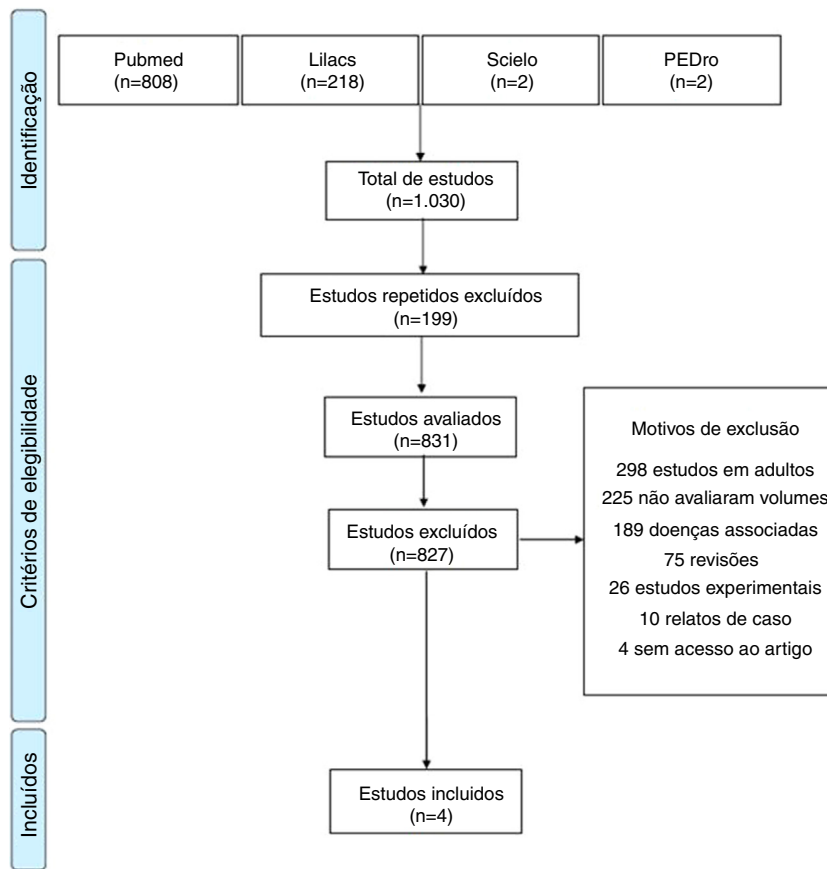 Identificação
Pubmed
(n=808)
Lilacs
(n=218)
Scielo
(n=2)
PEDro
(n=2)
Total de estudos
(n=1.030)
Critérios de elegibilidade
Estudos repetidos excluídos
(n=199)
Estudos avaliados
(n=831)
Estudos excluídos
(n=827)
Motivos de exclusão
298 estudos em adultos
225 não avaliaram volumes
189 doenças associadas
75 revisões
26 estudos experimentais
10 relatos de caso
4 sem acesso ao artigo
Incluídos
Estudos incluidos
(n=4)